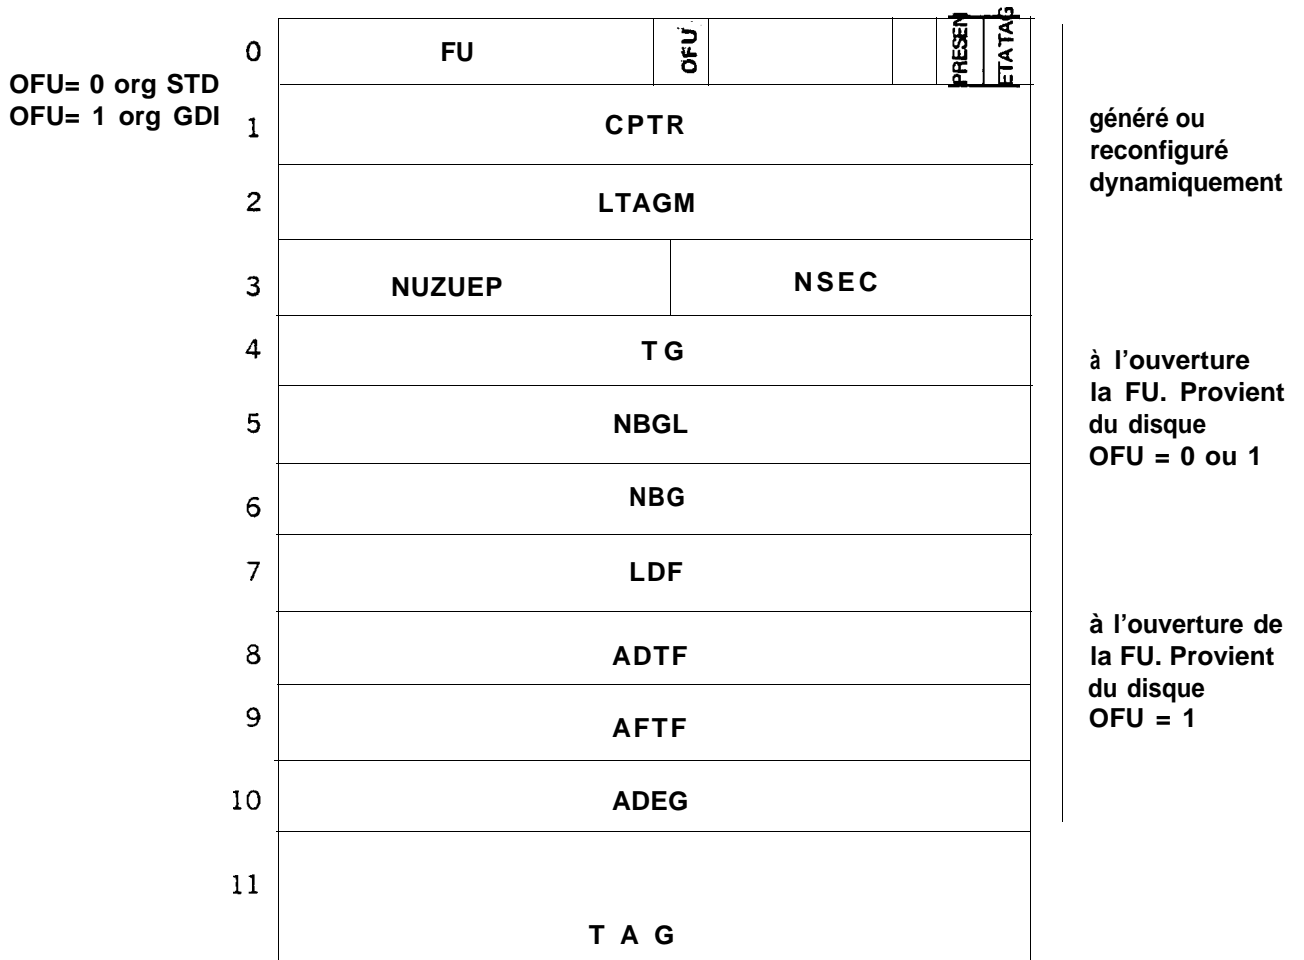 0 FU OFU PRESEN ETATAG
OFU= 0 org STD
OFU= 1 org GDI
1 CPTR
généré ou
reconfiguré
dynamiquement
2 LTAGM
3 NUZUEP NSEC
4 TG
5 NBGL
à l'ouverture
la FU. Provient
du disque
OFU = 0 ou 1
6 NBG
7 LDF
8 ADTF
à l'ouverture de
la FU. Provient
du disque
OFU = 1
9 AFTF
10 ADEG
11
TAG